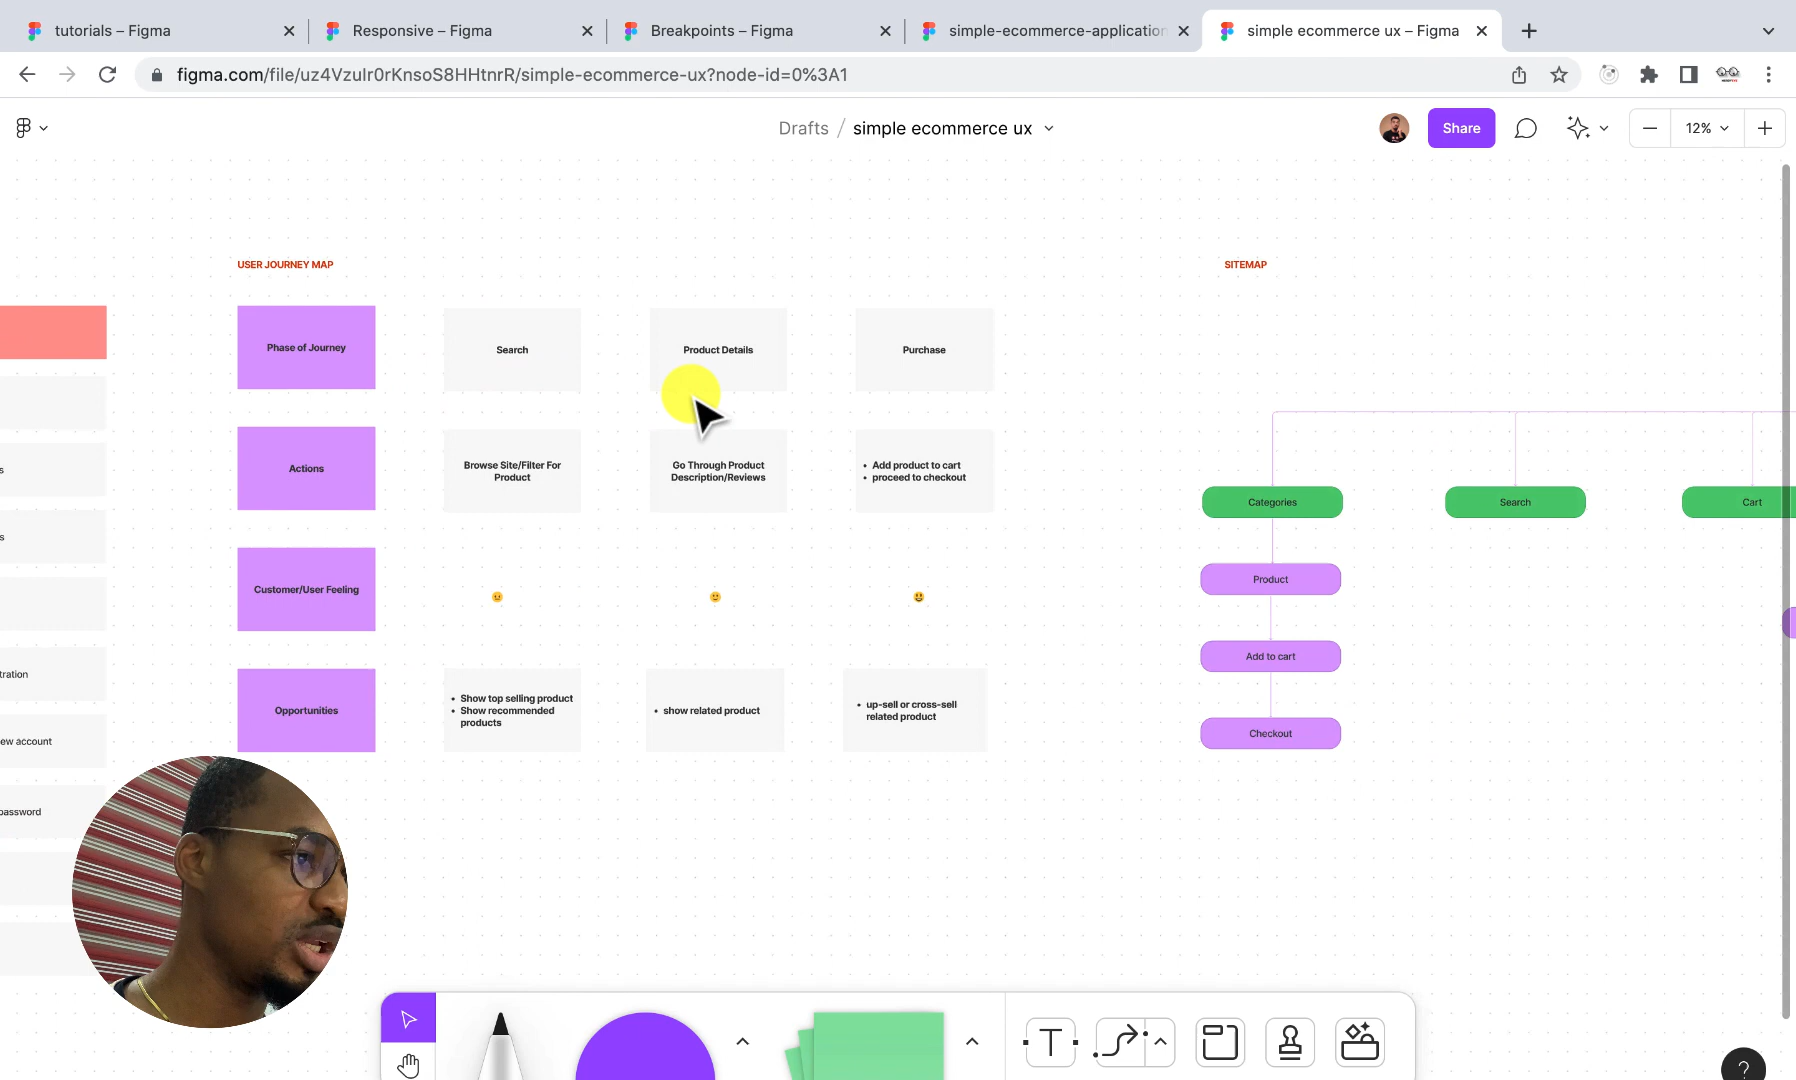 tutorials – Figma
Responsive – Figma
Breakpoints – Figma
simple-ecommerce-application
simple ecommerce ux – Figma
figma.com/file/uz4Vzulr0rKnsoS8HHtnrR/simple-ecommerce-ux?node-id=0%3A1
Drafts / simple ecommerce ux
Share
12%
USER JOURNEY MAP
SITEMAP
Phase of Journey
Search
Product Details
Purchase
Actions
Browse Site/Filter For
Product
Go Through Product
Description/Reviews
• Add product to cart
• proceed to checkout
Customer/User Feeling
Opportunities
• Show top selling product
• Show recommended
products
• show related product
• up-sell or cross-sell
related product
Categories
Search
Cart
Product
Add to cart
Checkout
s
s
tration
ew account
password
T
?